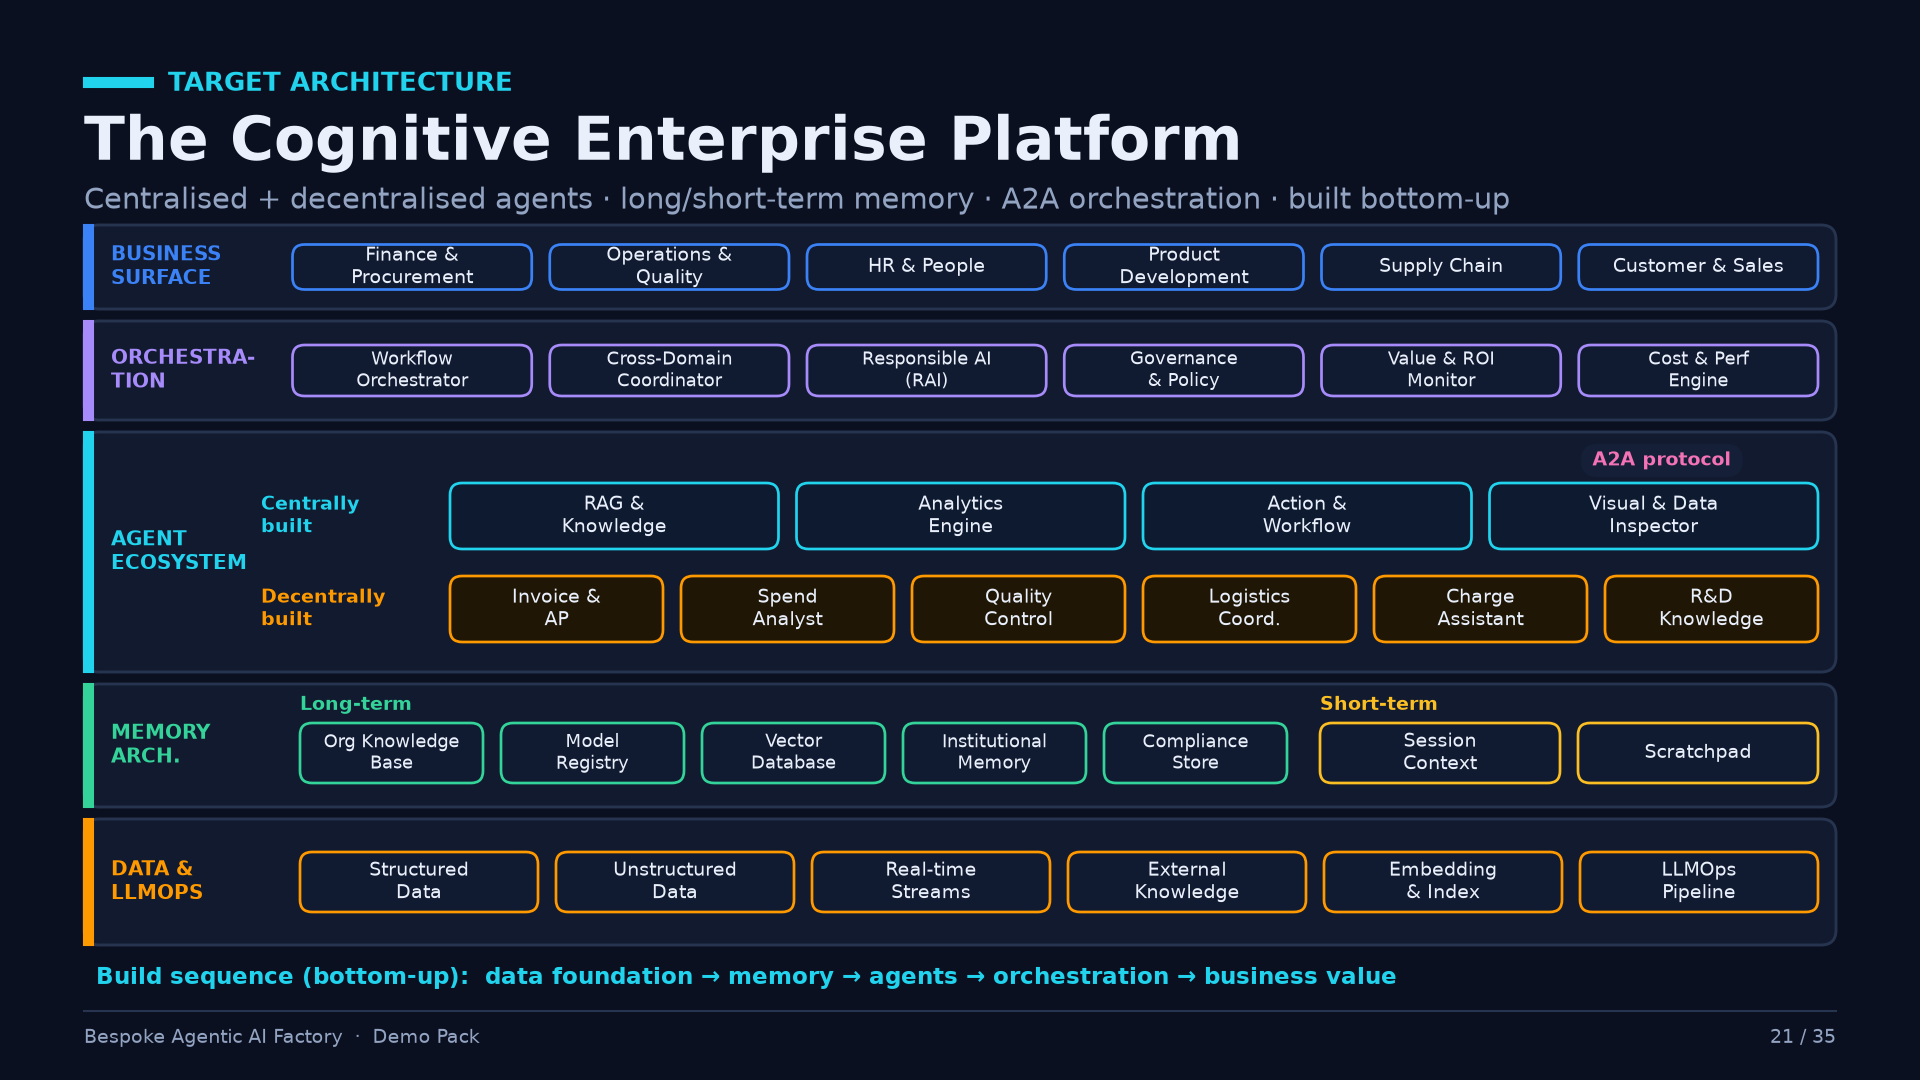 TARGET ARCHITECTURE
The Cognitive Enterprise Platform
Centralised + decentralised agents · long/short-term memory · A2A orchestration · built bottom-up
BUSINESS
SURFACE
Finance &
Procurement
Operations &
Quality
HR & People
Product
Development
Supply Chain
Customer & Sales
ORCHESTRA-
TION
Workflow
Orchestrator
Cross-Domain
Coordinator
Responsible AI
(RAI)
Governance
& Policy
Value & ROI
Monitor
Cost & Perf
Engine
AGENT
ECOSYSTEM
A2A protocol
Centrally
built
RAG &
Knowledge
Analytics
Engine
Action &
Workflow
Visual & Data
Inspector
Decentrally
built
Invoice &
AP
Spend
Analyst
Quality
Control
Logistics
Coord.
Charge
Assistant
R&D
Knowledge
MEMORY
ARCH.
Long-term
Org Knowledge
Base
Model
Registry
Vector
Database
Institutional
Memory
Compliance
Store
Short-term
Session
Context
Scratchpad
DATA &
LLMOPS
Structured
Data
Unstructured
Data
Real-time
Streams
External
Knowledge
Embedding
& Index
LLMOps
Pipeline
Build sequence (bottom-up):  data foundation → memory → agents → orchestration → business value
Bespoke Agentic AI Factory  ·  Demo Pack
21 / 35